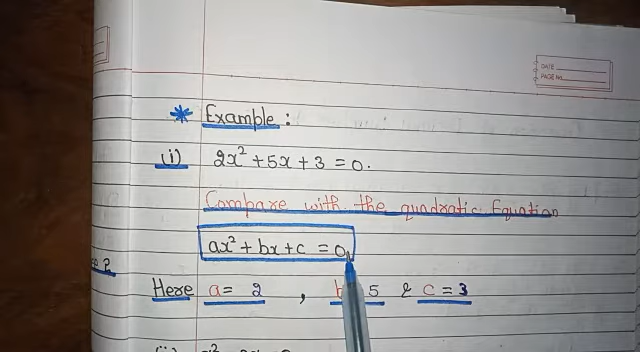 DATE
PAGE No.
* Example :
(i) 2x² + 5x + 3 = 0.
Compare with the quadratic Equation
ax² + bx + c = 0
Here a = 2 , 5 & c = 3